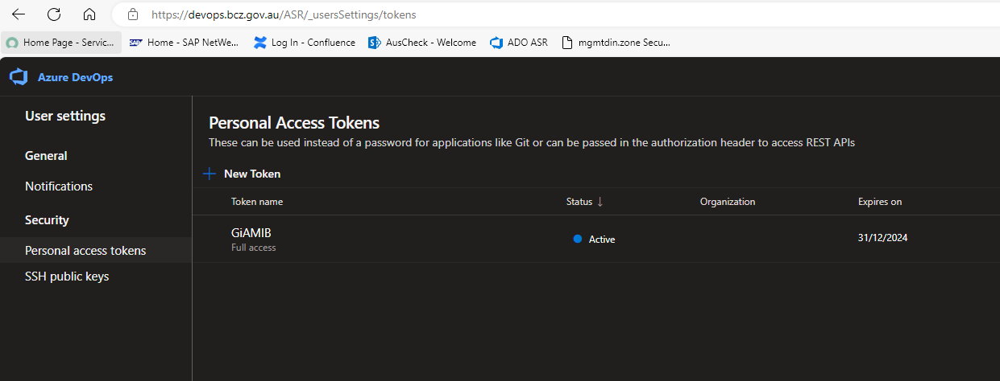 https://devops.bcz.gov.au/ASR/_usersSettings/tokens
Home Page - Servic...
Home - SAP NetWe...
Log In - Confluence
AusCheck - Welcome
ADO ASR
mgmtdin.zone Secu...
Azure DevOps
User settings
General
Notifications
Security
Personal access tokens
SSH public keys
Personal Access Tokens
These can be used instead of a password for applications like Git or can be passed in the authorization header to access REST APIs
New Token
Token name Status ↓ Organization Expires on
GiAMIB
Full access
Active
31/12/2024